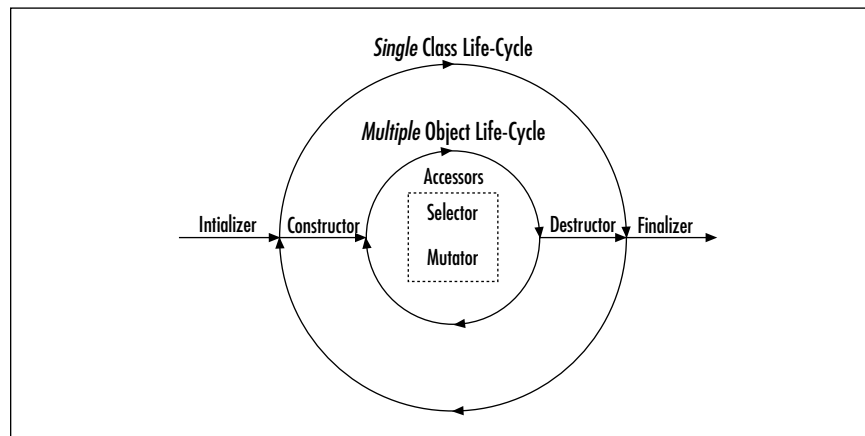 Single Class Life-Cycle
Multiple Object Life-Cycle
Accessors
Selector
Intializer
Constructor
Destructor
Finalizer
Mutator